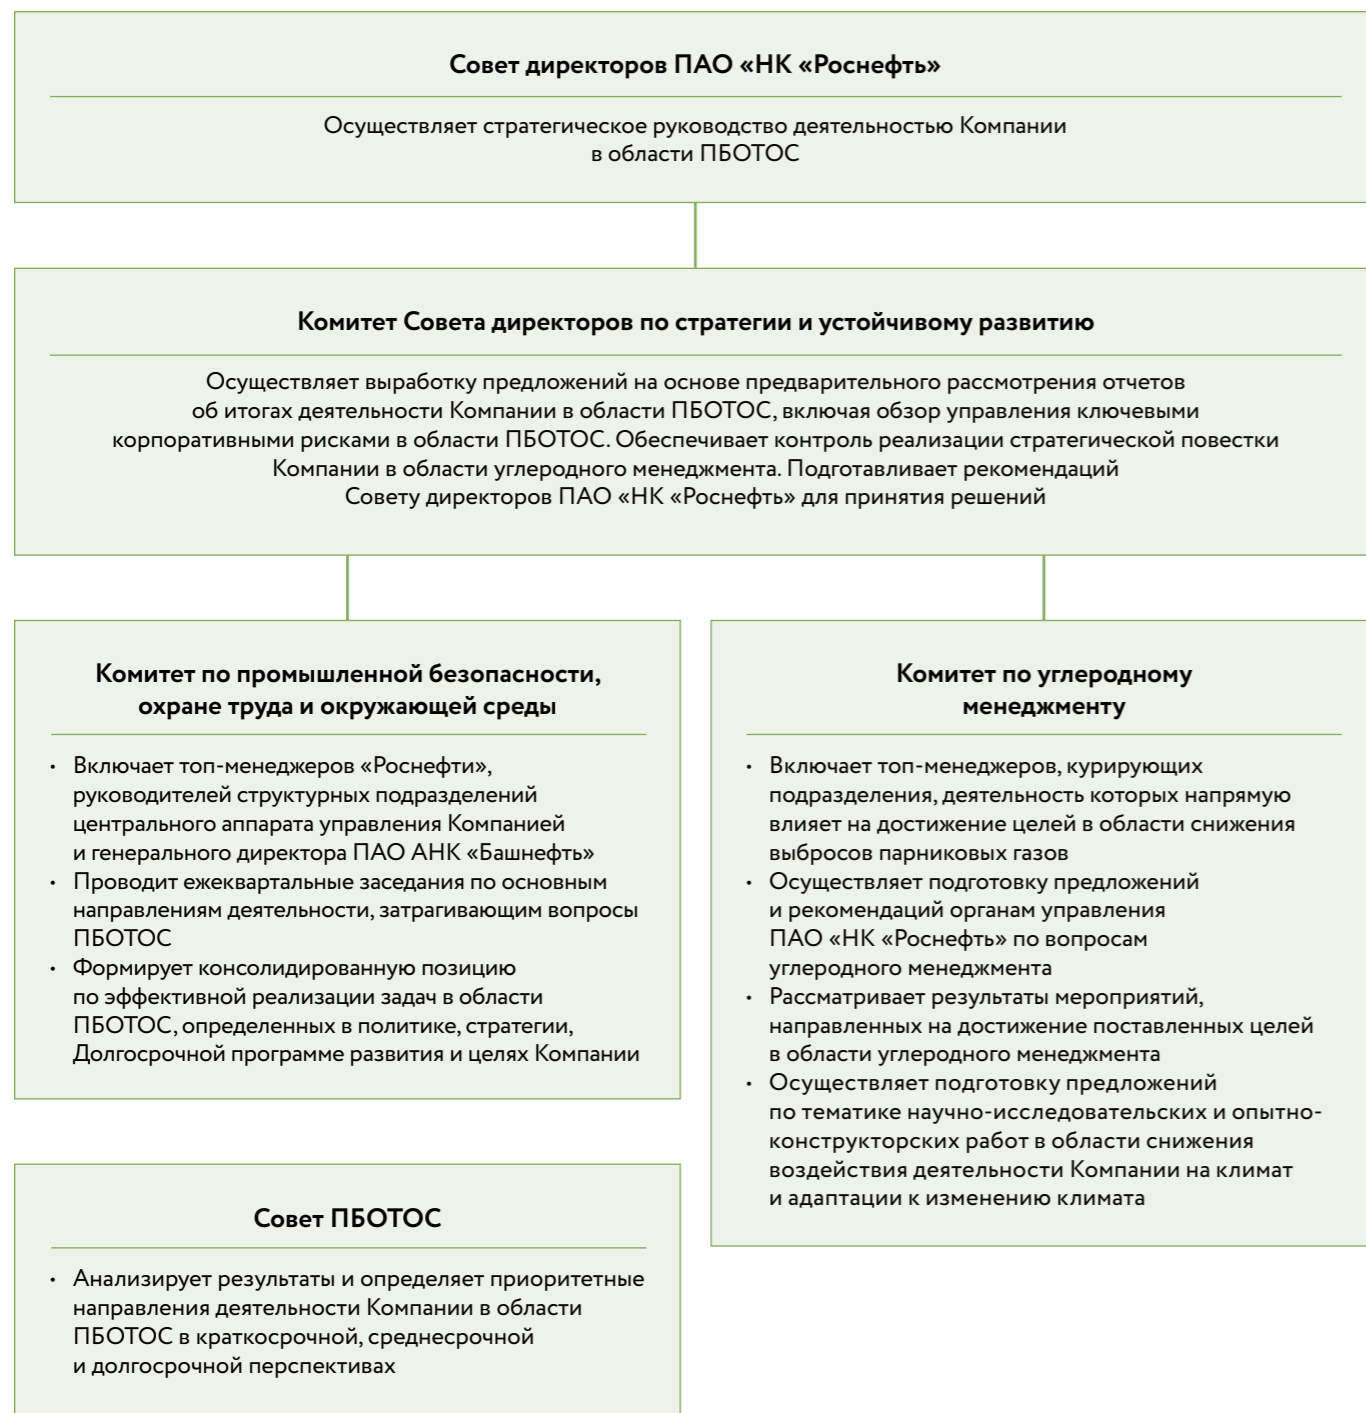 Совет директоров ПАО «НК «Роснефть»
Осуществляет стратегическое руководство деятельностью Компании
в области ПБОТОС
Комитет Совета директоров по стратегии и устойчивому развитию
Осуществляет выработку предложений на основе предварительного рассмотрения отчетов
об итогах деятельности Компании в области ПБОТОС, включая обзор управления ключевыми
корпоративными рисками в области ПБОТОС. Обеспечивает контроль реализации стратегической повестки
Компании в области углеродного менеджмента. Подготавливает рекомендаций
Совету директоров ПАО «НК «Роснефть» для принятия решений
Комитет по промышленной безопасности,
охране труда и окружающей среды
• Включает топ-менеджеров «Роснефти»,
руководителей структурных подразделений
центрального аппарата управления Компанией
и генерального директора ПАО АНК «Башнефть»
• Проводит ежеквартальные заседания по основным
направлениям деятельности, затрагивающим вопросы
ПБОТОС
• Формирует консолидированную позицию
по эффективной реализации задач в области
ПБОТОС, определенных в политике, стратегии,
Долгосрочной программе развития и целях Компании
Комитет по углеродному
менеджменту
• Включает топ-менеджеров, курирующих
подразделения, деятельность которых напрямую
влияет на достижение целей в области снижения
выбросов парниковых газов
• Осуществляет подготовку предложений
и рекомендаций органам управления
ПАО «НК «Роснефть» по вопросам
углеродного менеджмента
• Рассматривает результаты мероприятий,
направленных на достижение поставленных целей
в области углеродного менеджмента
• Осуществляет подготовку предложений
по тематике научно-исследовательских и опытно-
конструкторских работ в области снижения
воздействия деятельности Компании на климат
и адаптации к изменению климата
Совет ПБОТОС
• Анализирует результаты и определяет приоритетные
направления деятельности Компании в области
ПБОТОС в краткосрочной, среднесрочной
и долгосрочной перспективах